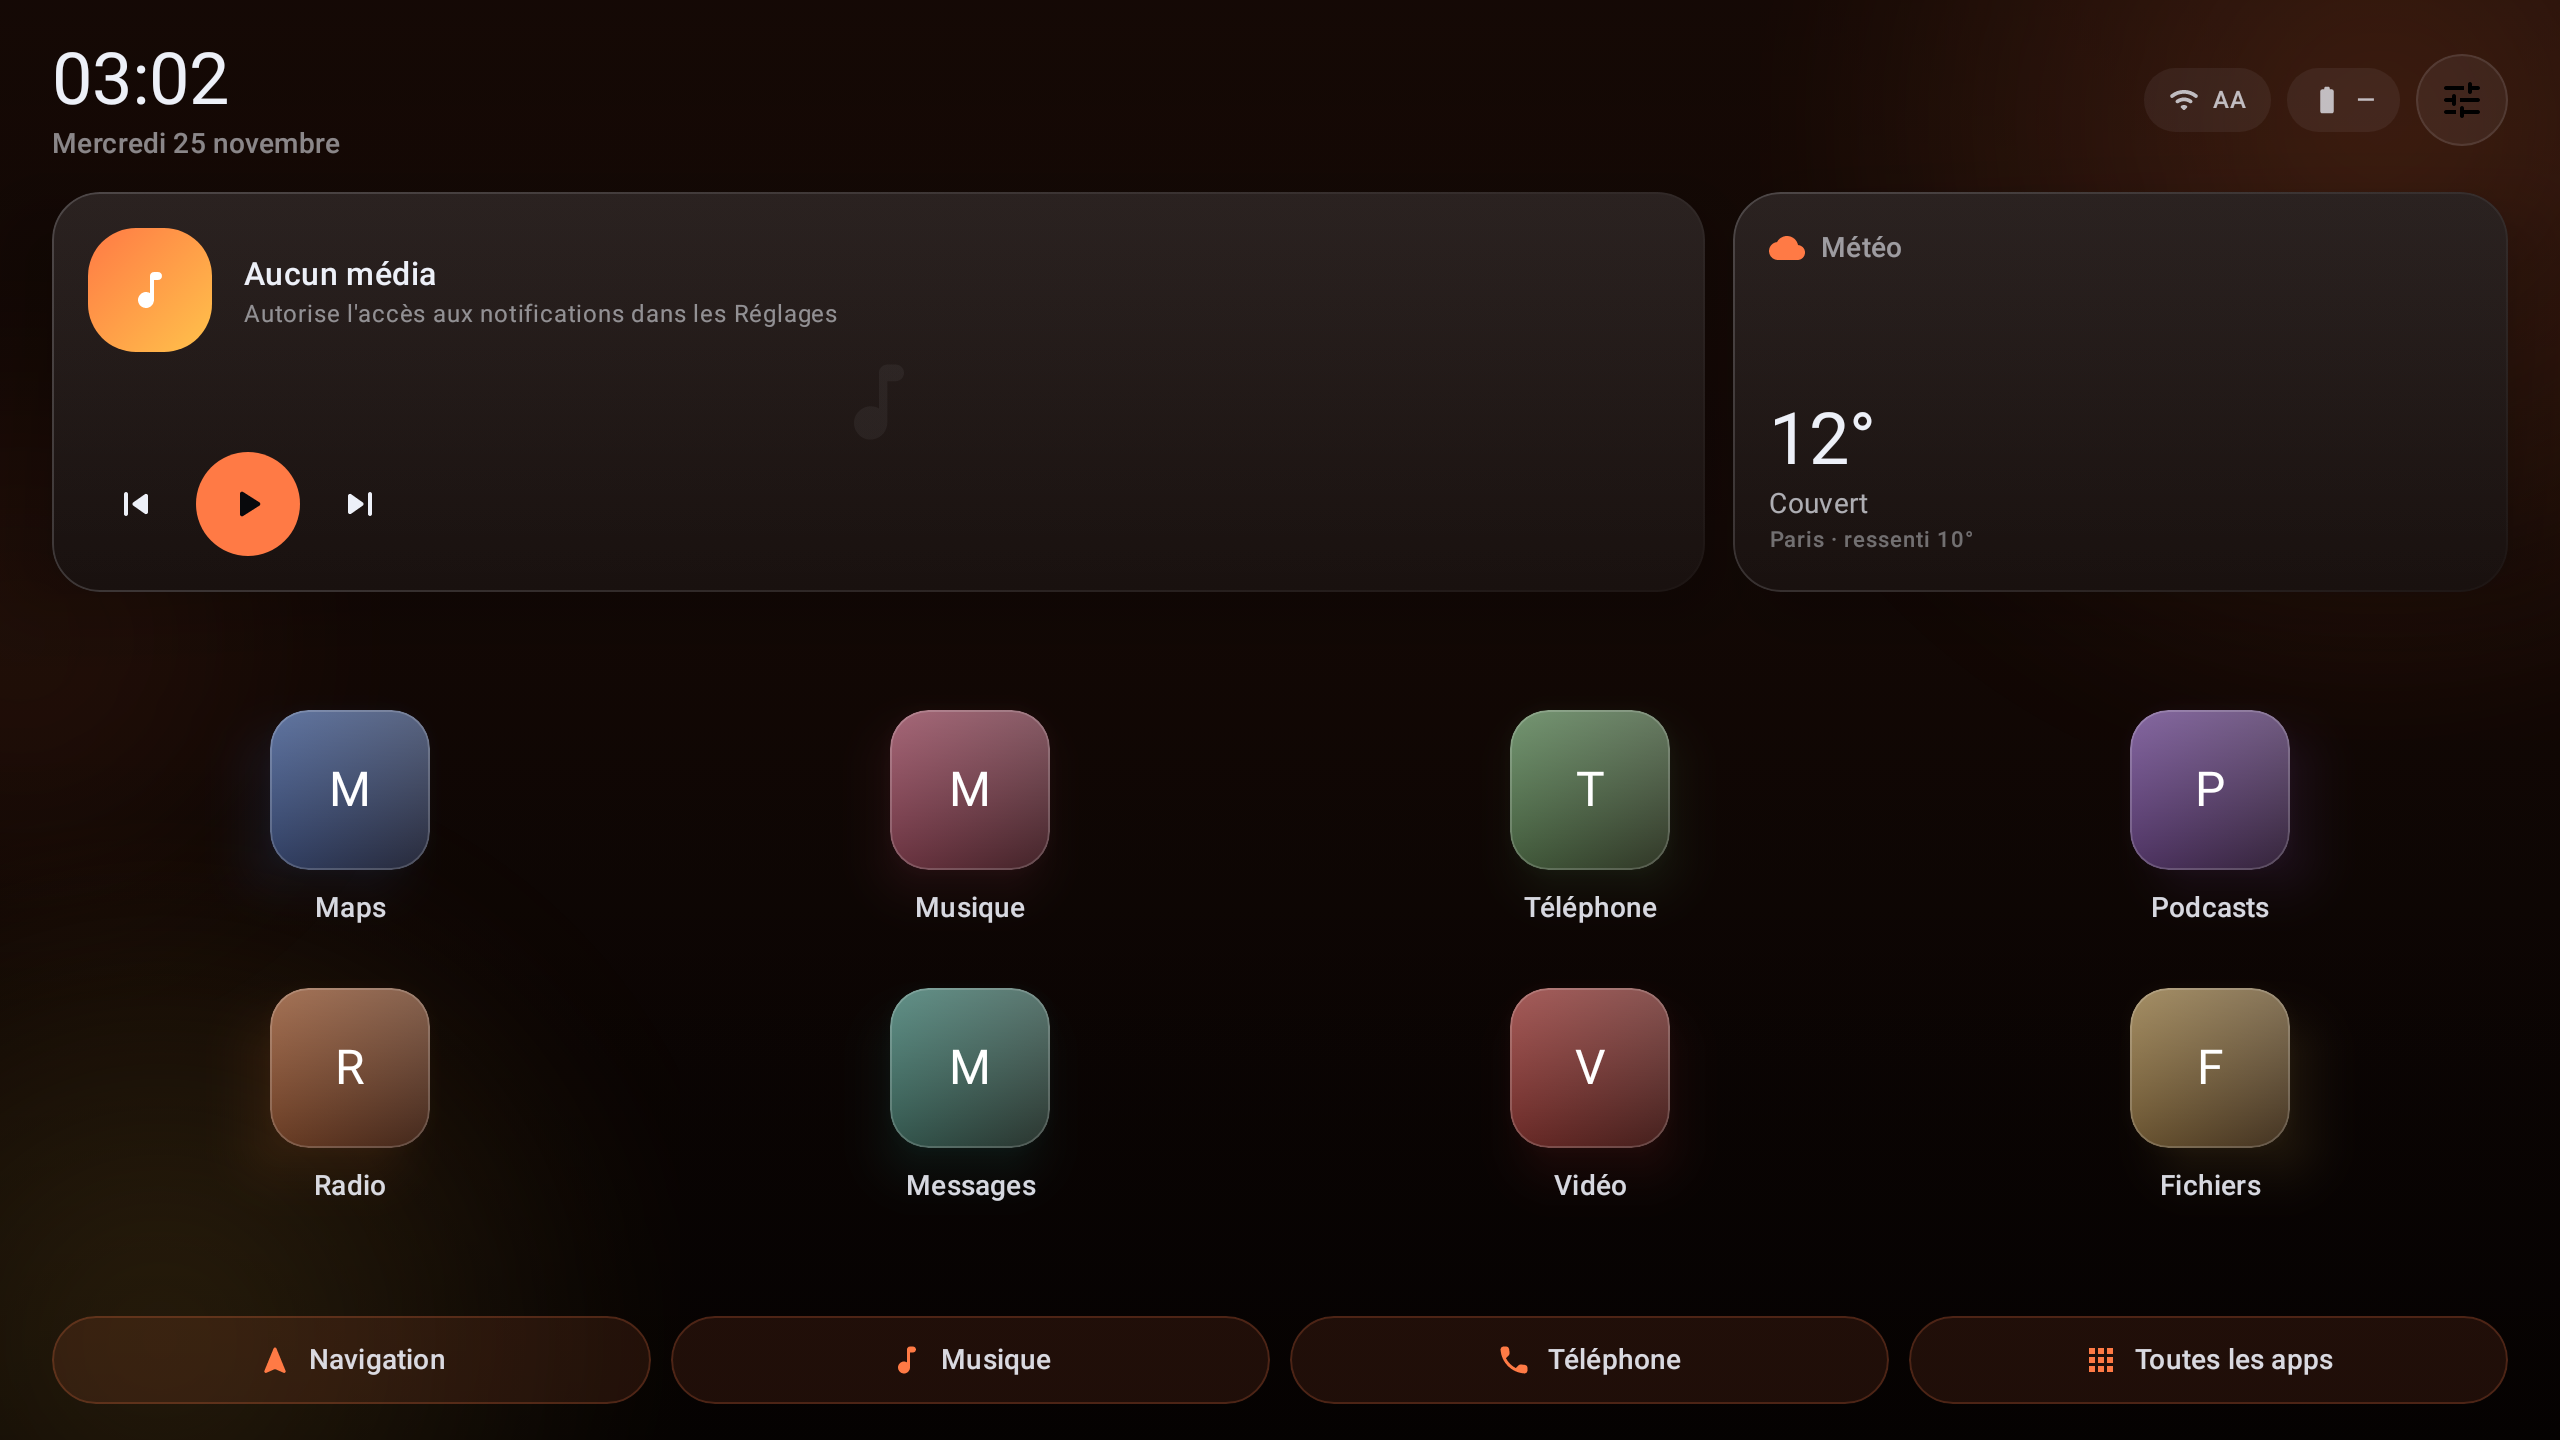 03:02
Mercredi 25 novembre
AA
–
Aucun média
Autorise l'accès aux notifications dans les Réglages
Météo
12°
Couvert
Paris · ressenti 10°
M
M
T
P
Maps
Musique
Téléphone
Podcasts
R
M
V
F
Radio
Messages
Vidéo
Fichiers
Navigation
Musique
Téléphone
Toutes les apps